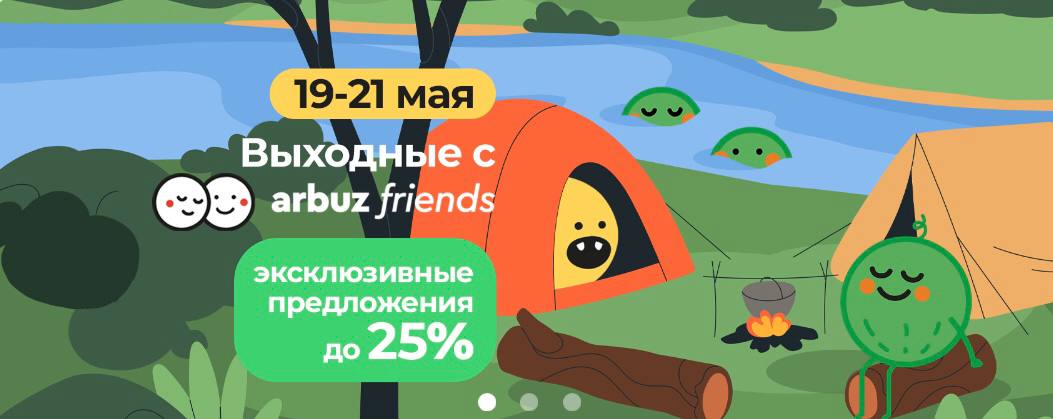 19-21 мая
Выходные с
arbuz friends
эксклюзивные
предложения
до 25%